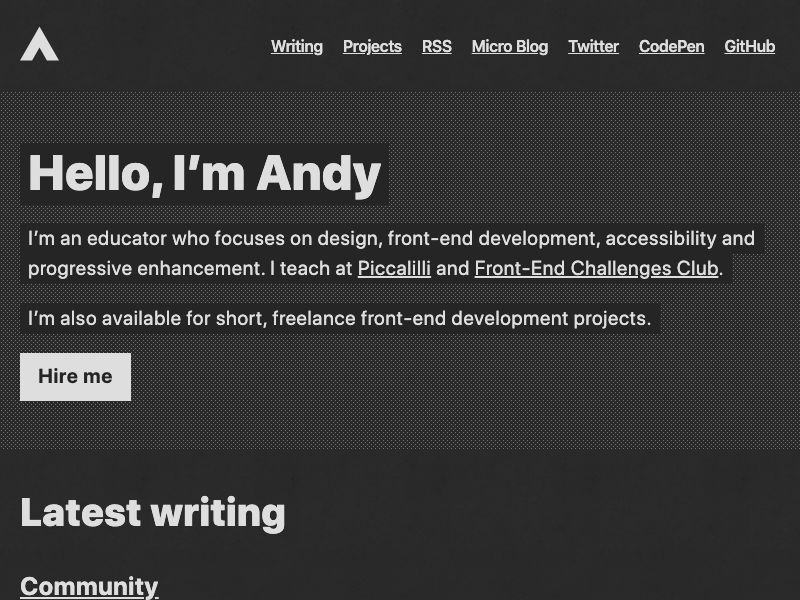 Writing Projects RSS Micro Blog Twitter CodePen GitHub
Hello, I’m Andy
I’m an educator who focuses on design, front-end development, accessibility and
progressive enhancement. I teach at Piccalilli and Front-End Challenges Club.
I’m also available for short, freelance front-end development projects.
Hire me
Latest writing
Community